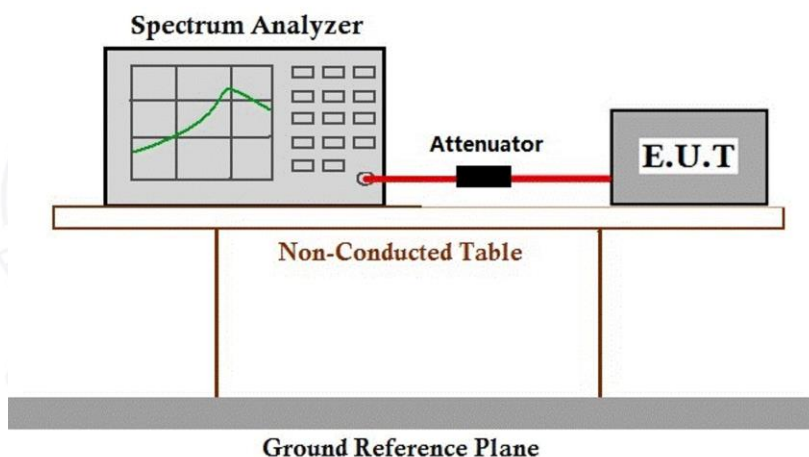 Spectrum Analyzer
Attenuator
E.U.T
Non-Conducted Table
Ground Reference Plane